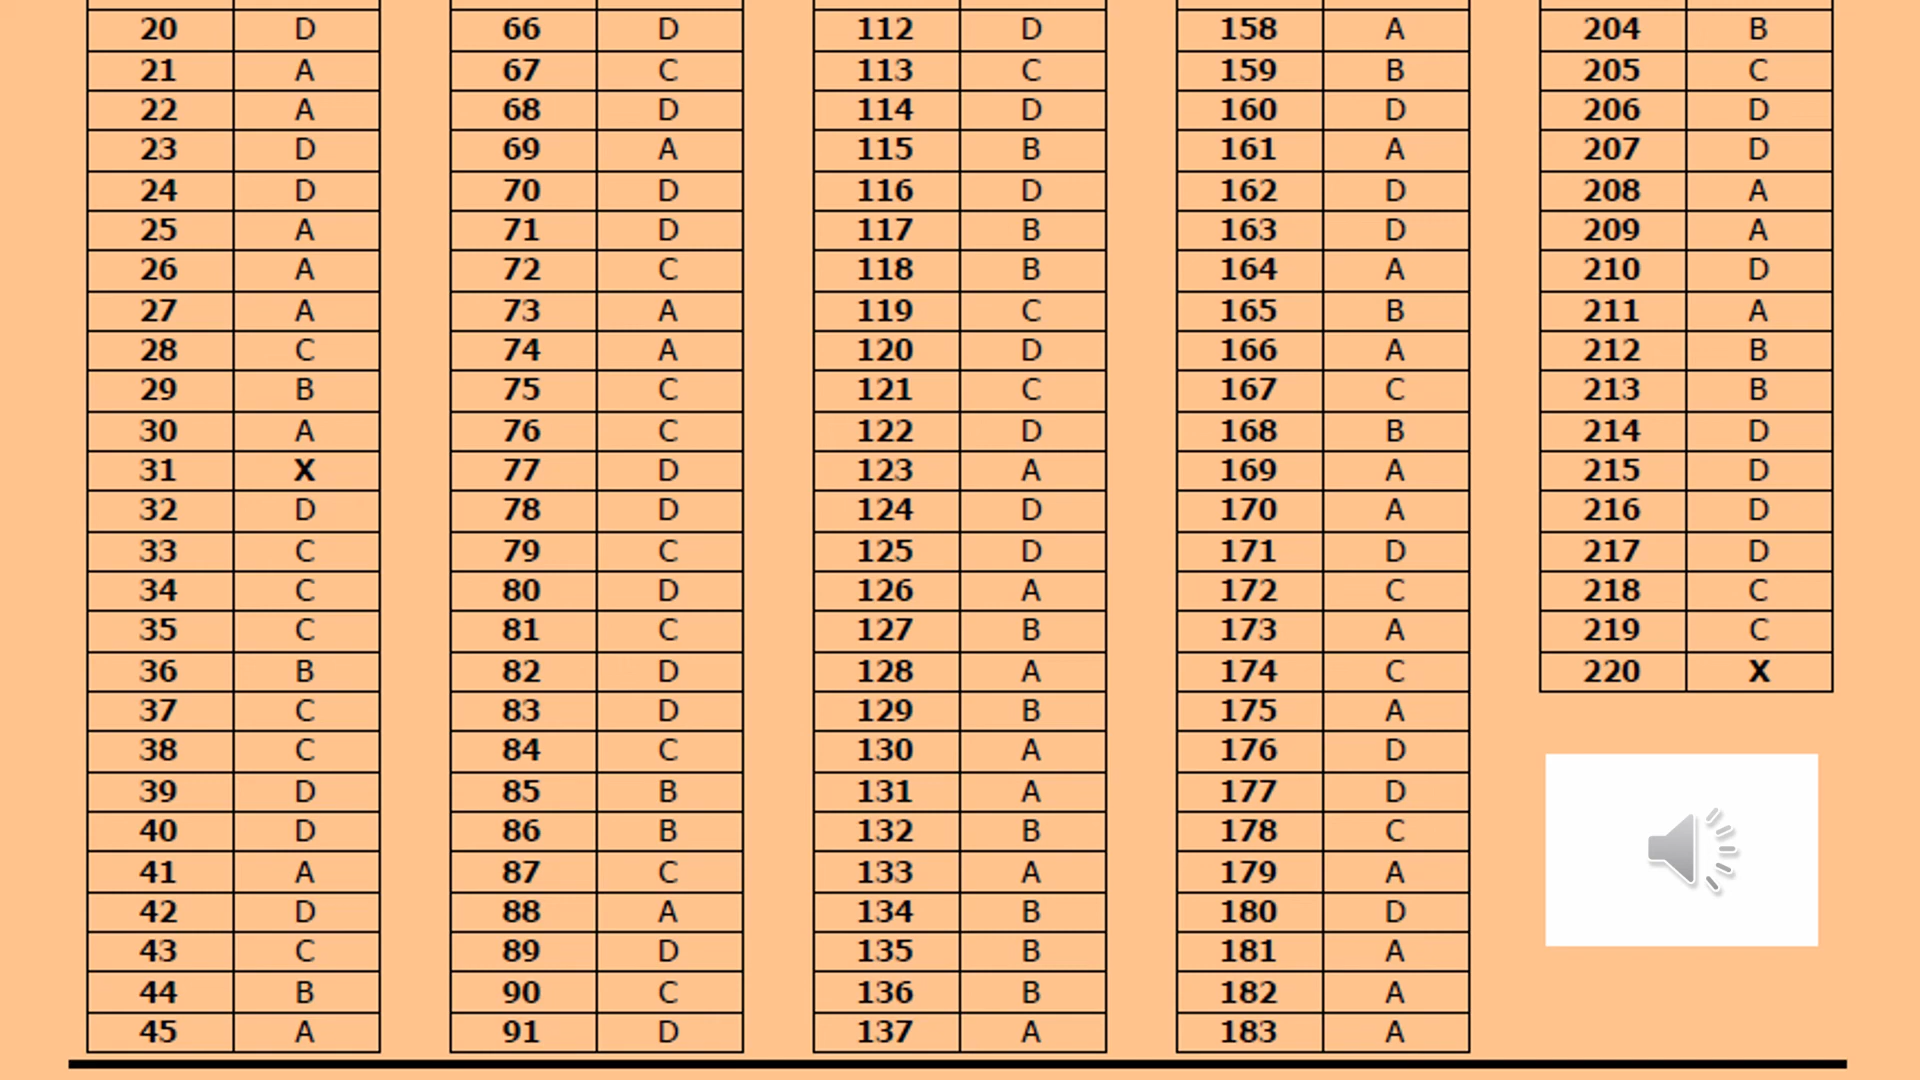 20 D 66 D 112 D 158 A 204 B
21 A 67 C 113 C 159 B 205 C
22 A 68 D 114 D 160 D 206 D
23 D 69 A 115 B 161 A 207 D
24 D 70 D 116 D 162 D 208 A
25 A 71 D 117 B 163 D 209 A
26 A 72 C 118 B 164 A 210 D
27 A 73 A 119 C 165 B 211 A
28 C 74 A 120 D 166 A 212 B
29 B 75 C 121 C 167 C 213 B
30 A 76 C 122 D 168 B 214 D
31 X 77 D 123 A 169 A 215 D
32 D 78 D 124 D 170 A 216 D
33 C 79 C 125 D 171 D 217 D
34 C 80 D 126 A 172 C 218 C
35 C 81 C 127 B 173 A 219 C
36 B 82 D 128 A 174 C 220 X
37 C 83 D 129 B 175 A
38 C 84 C 130 A 176 D
39 D 85 B 131 A 177 D
40 D 86 B 132 B 178 C
41 A 87 C 133 A 179 A
42 D 88 A 134 B 180 D
43 C 89 D 135 B 181 A
44 B 90 C 136 B 182 A
45 A 91 D 137 A 183 A